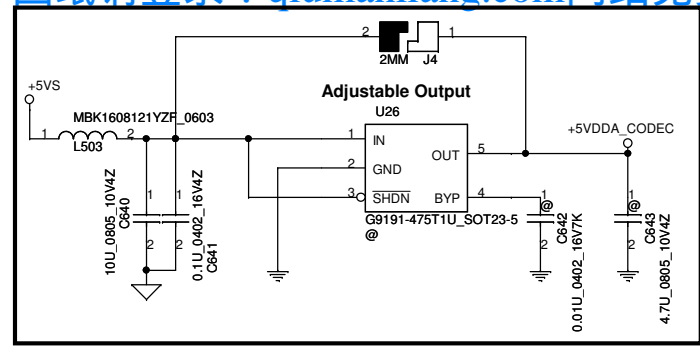 2
1
2MM J4
Adjustable Output
U26
+5VS
MBK1608121YZF_0603
1
2
L503
+5VDDA_CODEC
1
IN
OUT
5
2
GND
3
SHDN
BYP
4
G9191-475T1U_SOT23-5
@
1
2
10U_0805_10V4Z
C640
1
2
0.1U_0402_16V4Z
C641
1
@
2
C642
0.01U_0402_16V7K
1
@
2
C643
4.7U_0805_10V4Z